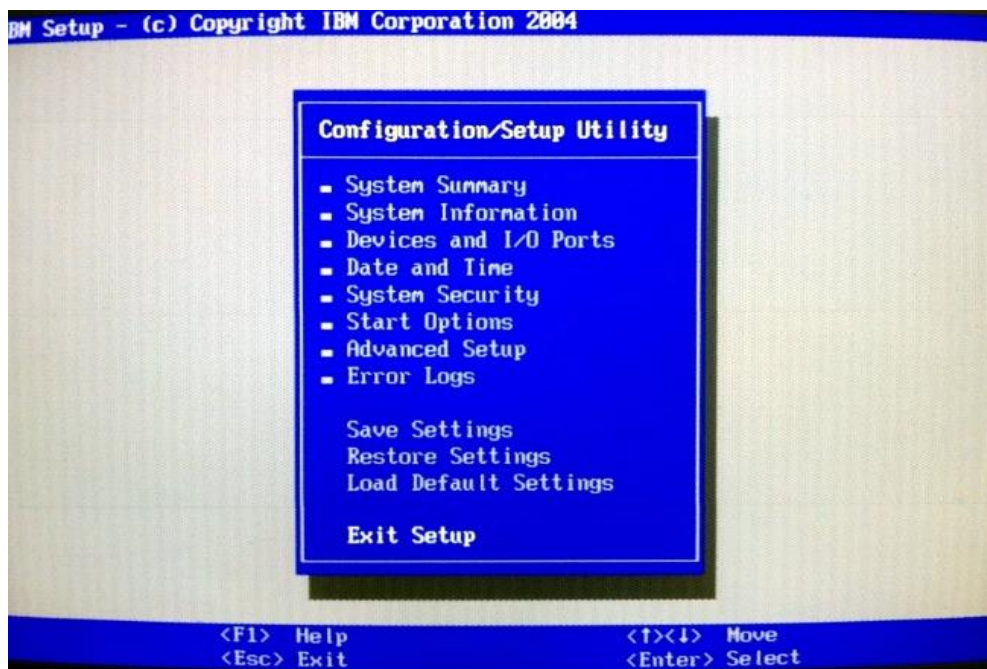 BM Setup - (c) Copyright IBM Corporation 2004
Configuration/Setup Utility
System Summary
System Information
Devices and I/O Ports
Date and Time
System Security
Start Options
Advanced Setup
Error Logs
Save Settings
Restore Settings
Load Default Settings
Exit Setup
<F1> Help <↑><↓> Move
<Esc> Exit <Enter> Select